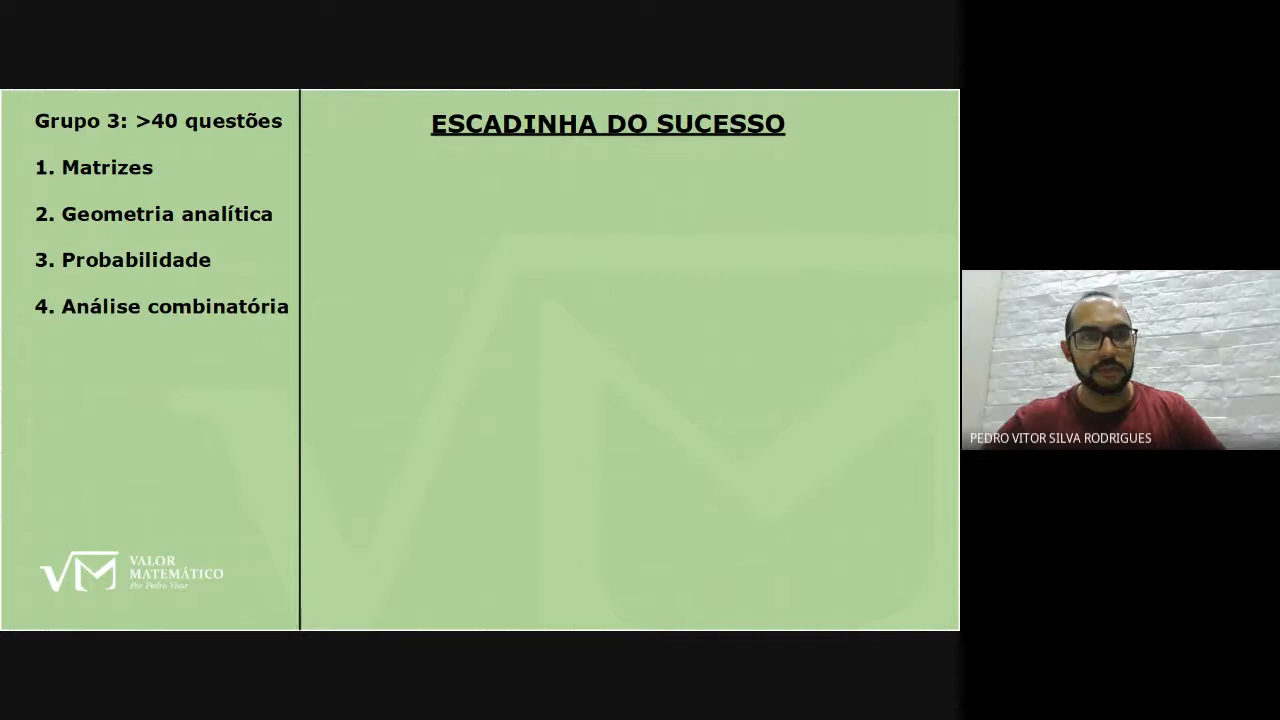 Grupo 3: >40 questões
1. Matrizes
2. Geometria analítica
3. Probabilidade
4. Análise combinatória
VM VALOR
MATEMÁTICO
Por Pedro Vitor
ESCADINHA DO SUCESSO
PEDRO VITOR SILVA RODRIGUES